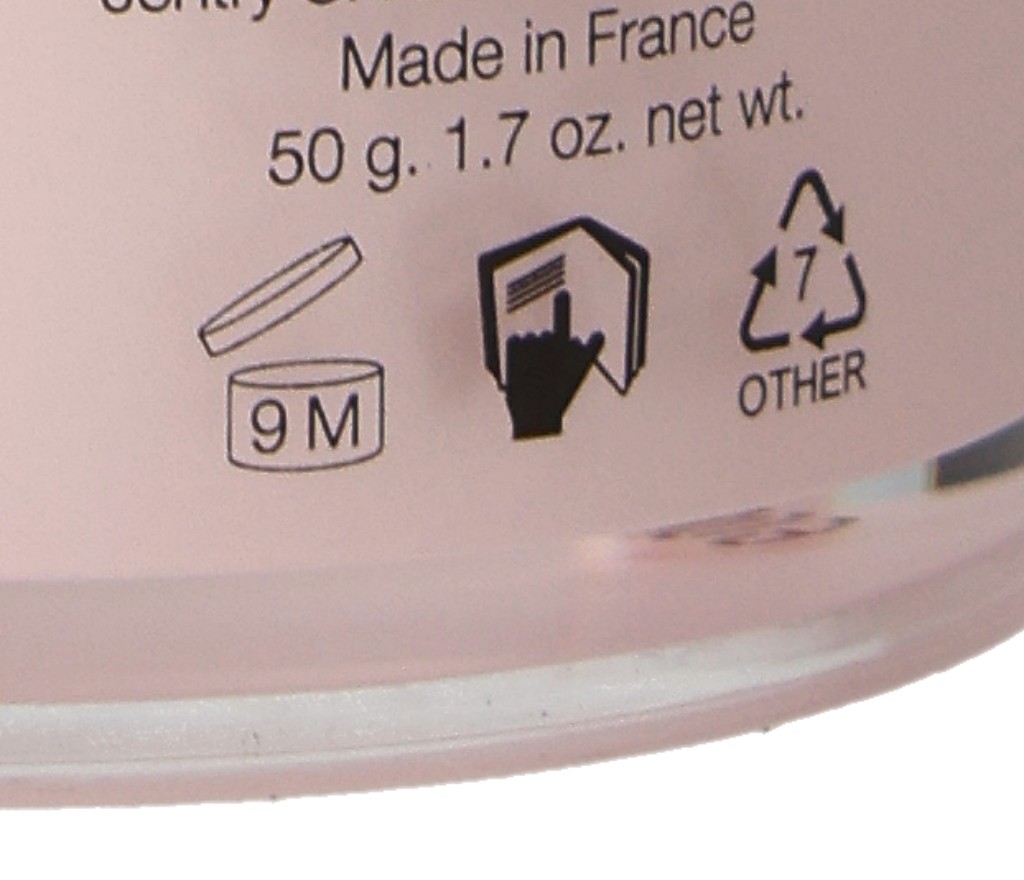 Made in France
50 g. 1.7 oz. net wt.
9 M
7
OTHER